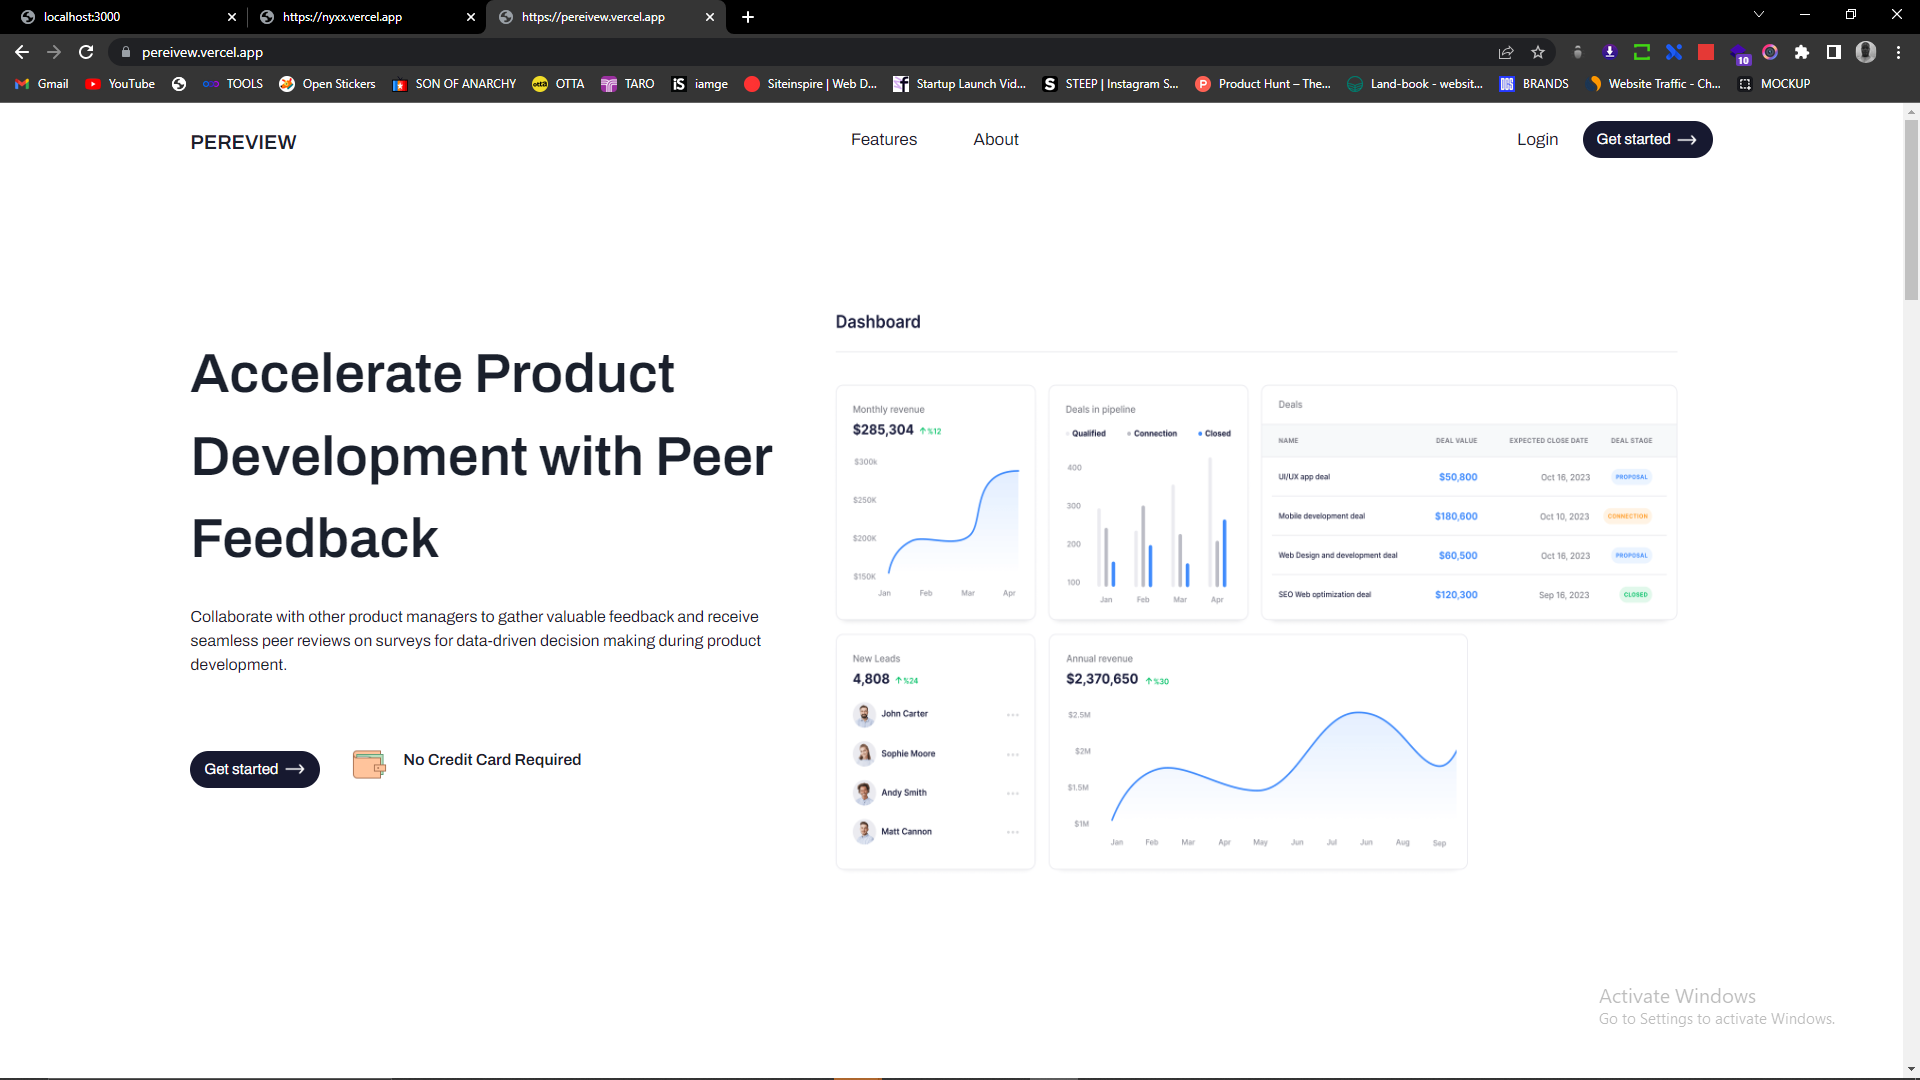 localhost:3000
https://nyxx.vercel.app
https://pereivew.vercel.app
pereivew.vercel.app
10
Gmail
YouTube
TOOLS
Open Stickers
SON OF ANARCHY
otta
OTTA
TARO
iS
iamge
Siteinspire | Web D...
Startup Launch Vid...
S
STEEP | Instagram S...
P
Product Hunt – The...
Land-book - websit...
BRANDS
Website Traffic - Ch...
MOCKUP
PEREVIEW
Features
About
Login
Get started
Accelerate Product
Development with Peer
Feedback
Collaborate with other product managers to gather valuable feedback and receive
seamless peer reviews on surveys for data-driven decision making during product
development.
Get started
No Credit Card Required
Dashboard
Monthly revenue
$285,304 %12
$300k
$250K
$200K
$150K
Jan Feb Mar Apr
Deals in pipeline
Qualified Connection Closed
400
300
200
100
Jan Feb Mar Apr
Deals
NAME DEAL VALUE EXPECTED CLOSE DATE DEAL STAGE
UI/UX app deal $50,800 Oct 16, 2023 PROPOSAL
Mobile development deal $180,600 Oct 10, 2023 CONNECTION
Web Design and development deal $60,500 Oct 16, 2023 PROPOSAL
SEO Web optimization deal $120,300 Sep 16, 2023 CLOSED
New Leads
4,808 %24
John Carter
Sophie Moore
Andy Smith
Matt Cannon
Annual revenue
$2,370,650 %30
$2.5M
$2M
$1.5M
$1M
Jan Feb Mar Apr May Jun Jul Jun Aug Sep
Activate Windows
Go to Settings to activate Windows.